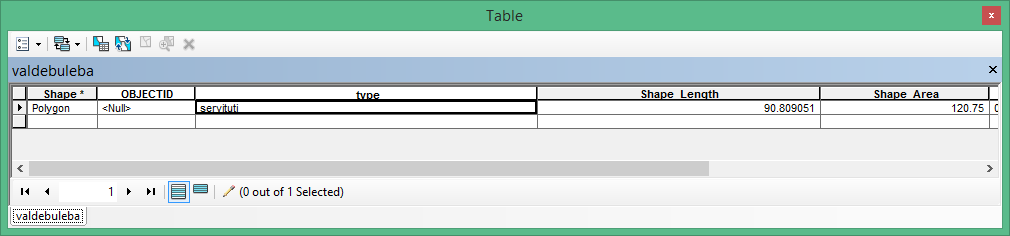 Table
valdebuleba
Shape * OBJECTID type Shape_Length Shape_Area
Polygon <Null> servituti 90.809051 120.75 0
1 (0 out of 1 Selected)
valdebuleba